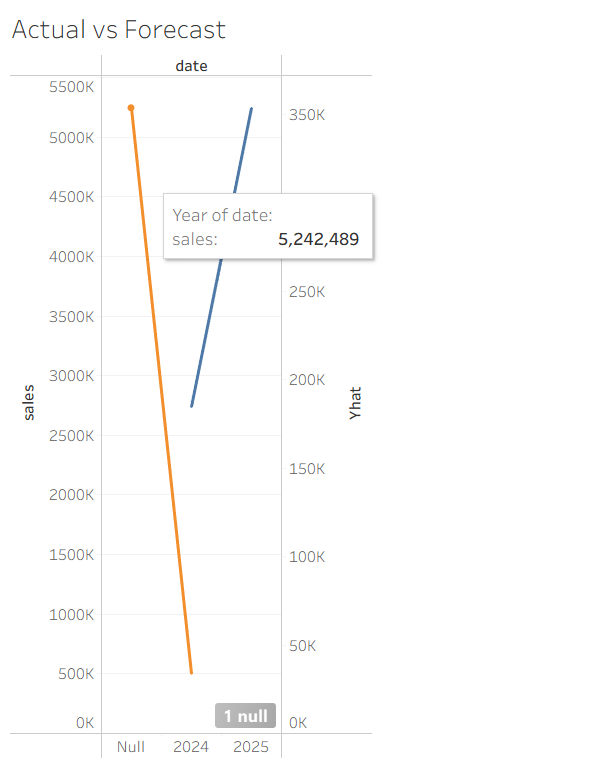 Actual vs Forecast
date
5500K
5000K
4500K
4000K
3500K
3000K
2500K
2000K
1500K
1000K
500K
0K
sales
Year of date:
sales: 5,242,489
350K
250K
200K
150K
100K
50K
0K
Yhat
1 null
Null 2024 2025